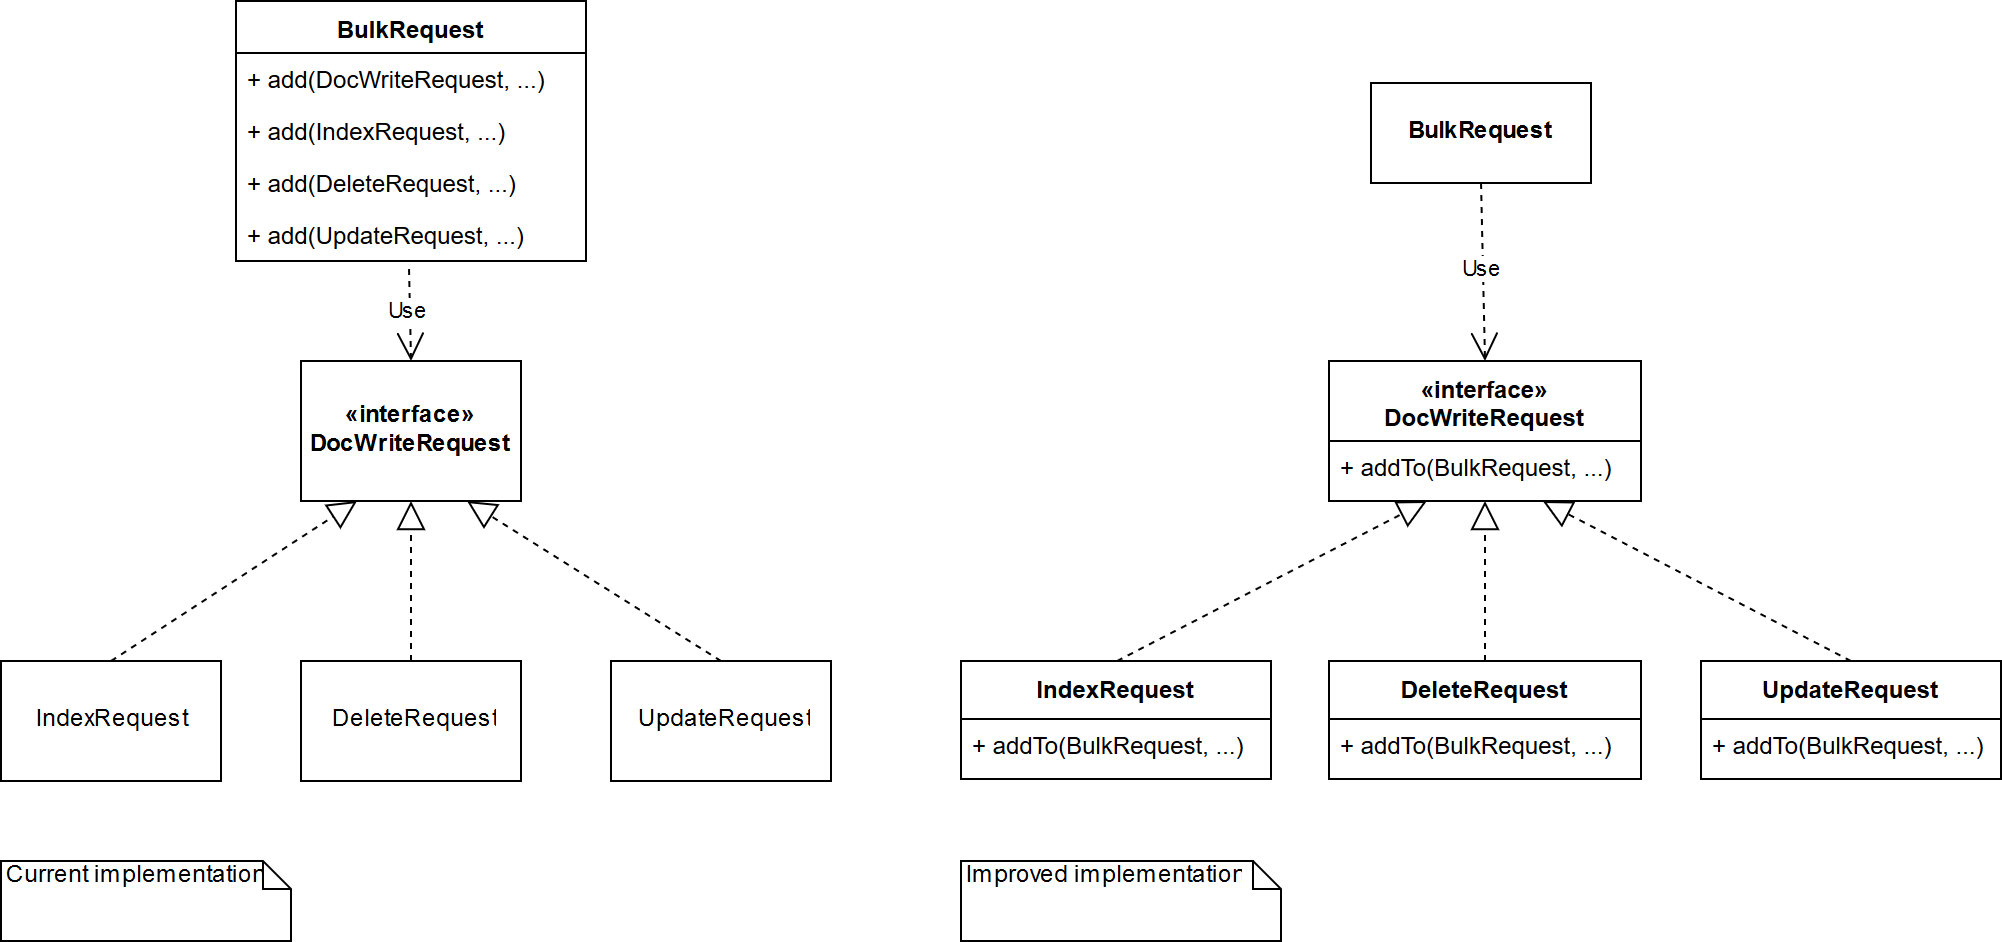 BulkRequest
+ add(DocWriteRequest, ...)
+ add(IndexRequest, ...)
+ add(DeleteRequest, ...)
+ add(UpdateRequest, ...)
Use
«interface»
DocWriteRequest
IndexRequest
DeleteRequest
UpdateRequest
Current implementation
BulkRequest
Use
«interface»
DocWriteRequest
+ addTo(BulkRequest, ...)
IndexRequest
+ addTo(BulkRequest, ...)
DeleteRequest
+ addTo(BulkRequest, ...)
UpdateRequest
+ addTo(BulkRequest, ...)
Improved implementation